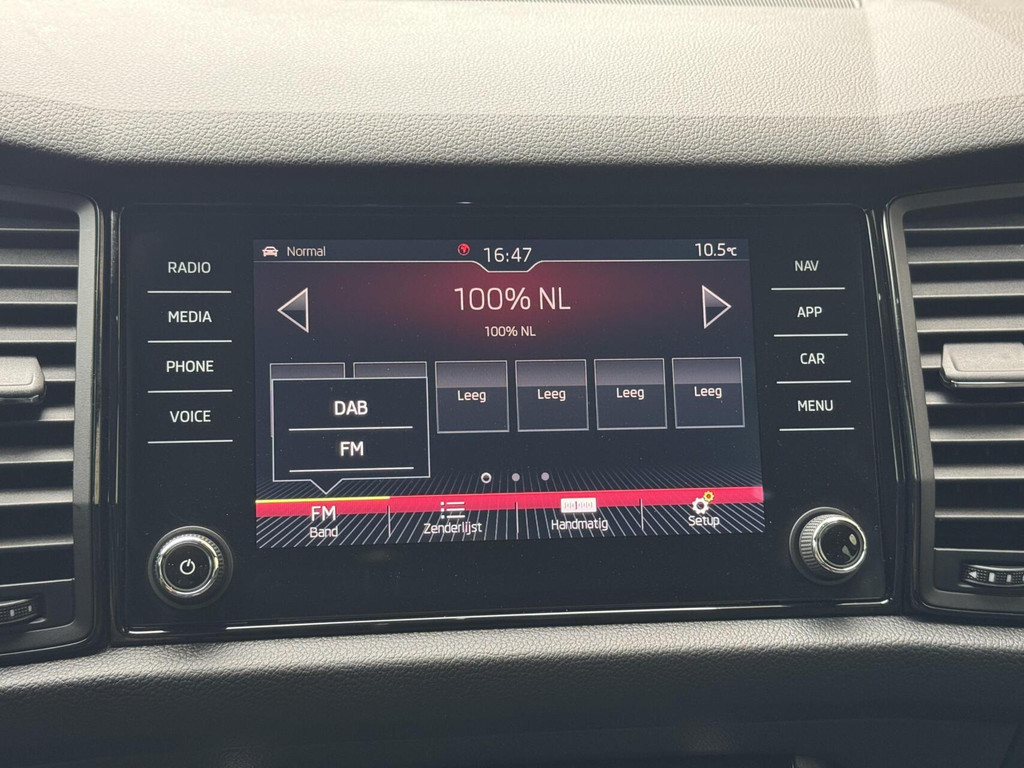 RADIO
MEDIA
PHONE
VOICE
Normal
16:47
10.5°C
100% NL
100% NL
Leeg
Leeg
Leeg
Leeg
DAB
FM
FM
Band
Zenderlijst
Handmatig
Setup
NAV
APP
CAR
MENU